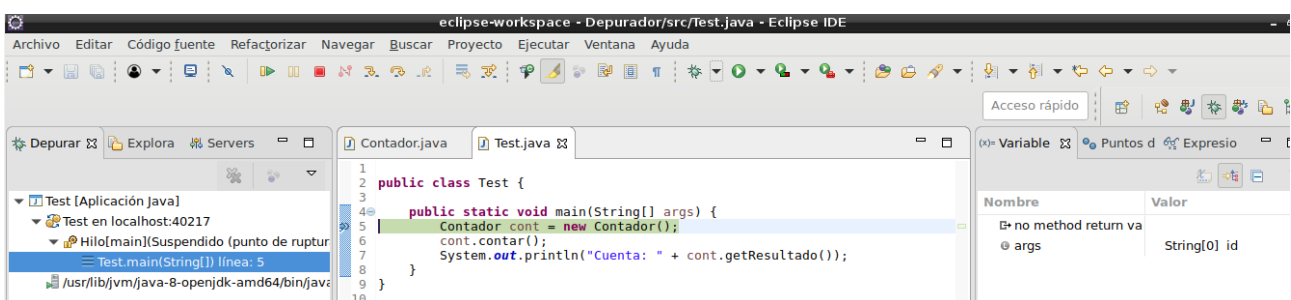 eclipse-workspace - Depurador/src/Test.java - Eclipse IDE
Archivo Editar Código fuente Refactorizar Navegar Buscar Proyecto Ejecutar Ventana Ayuda
Acceso rápido
Depurar Explora Servers
Contador.java Test.java
Variable Puntos d Expresio
1
2 public class Test {
3
4 public static void main(String[] args) {
5 Contador cont = new Contador();
6 cont.contar();
7 System.out.println("Cuenta: " + cont.getResultado());
8 }
9 }
10
Test [Aplicación Java]
Test en localhost:40217
Hilo[main](Suspendido (punto de ruptur
Test.main(String[]) línea: 5
/usr/lib/jvm/java-8-openjdk-amd64/bin/java
Nombre Valor
no method return va
args String[0] id